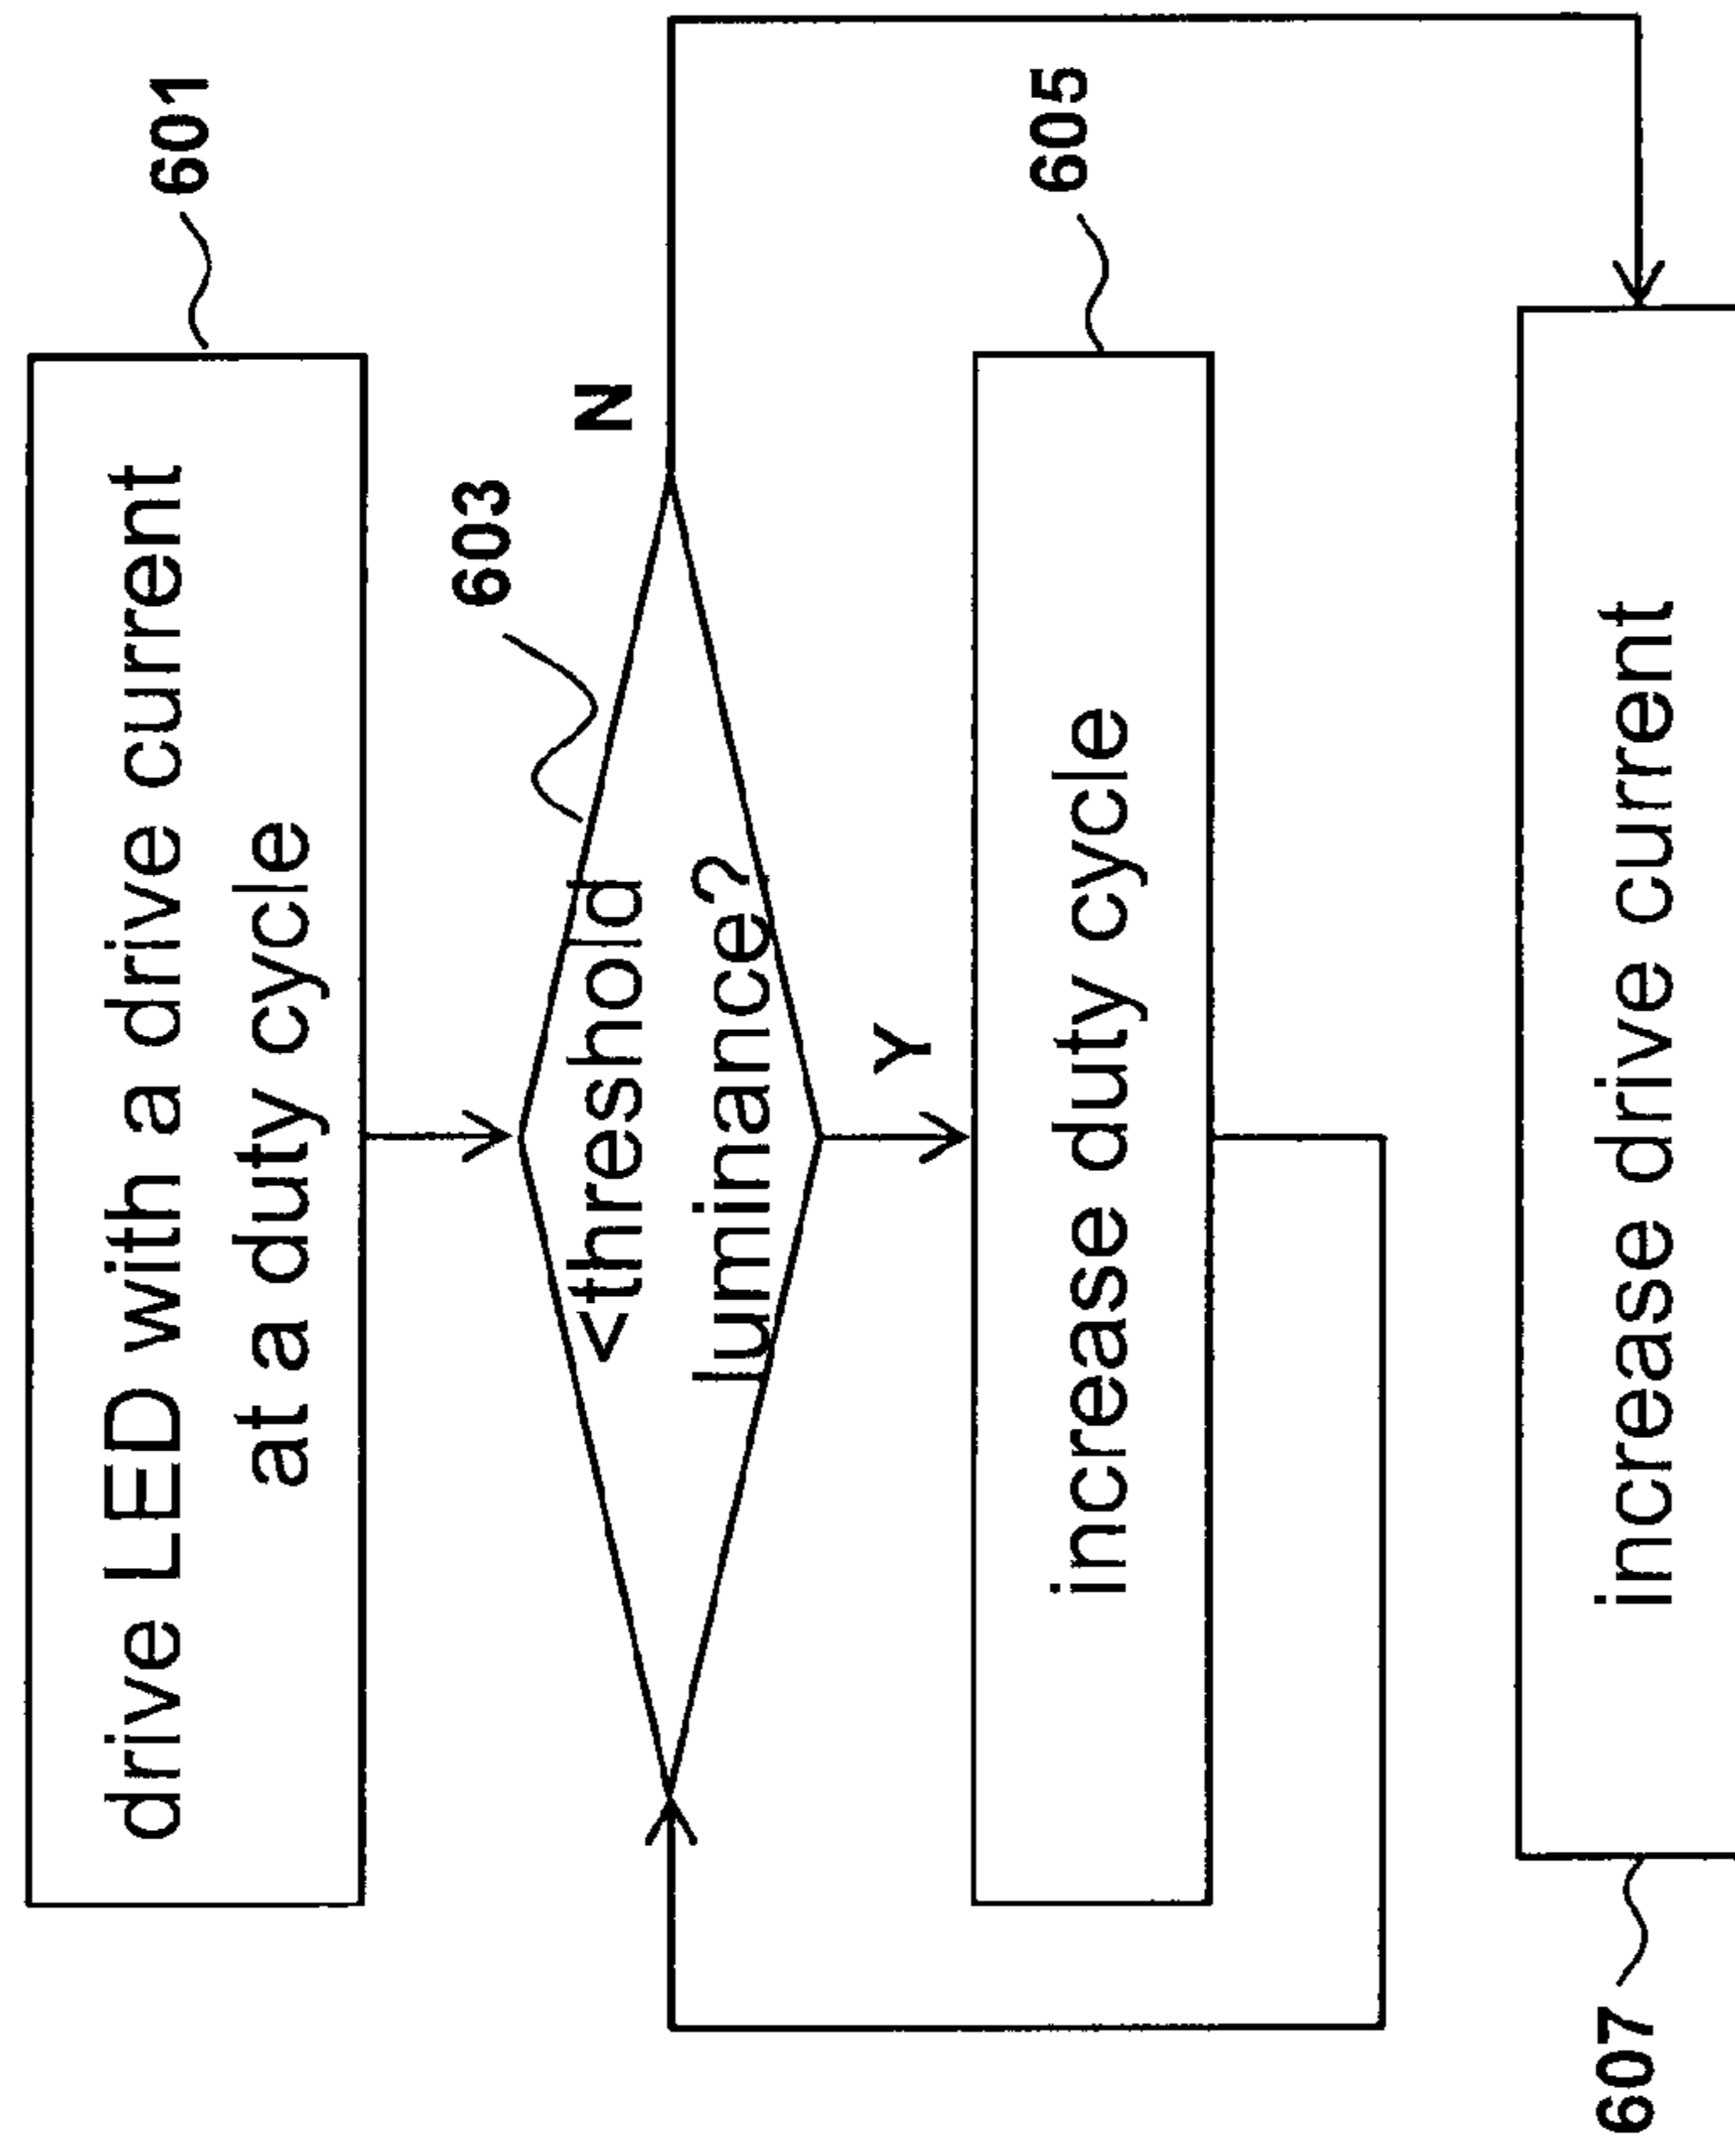 601
drive LED with a drive current
at a duty cycle
603
N
<threshold
luminance?
Y
605
increase duty cycle
607
increase drive current